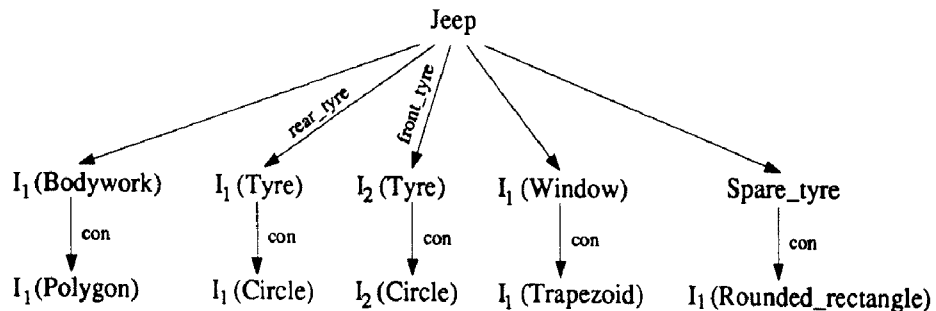 Jeep
rear_tyre
front_tyre
I₁(Bodywork) I₁(Tyre) I₂(Tyre) I₁(Window) Spare_tyre
con con con con con
I₁(Polygon) I₁(Circle) I₂(Circle) I₁(Trapezoid) I₁(Rounded_rectangle)